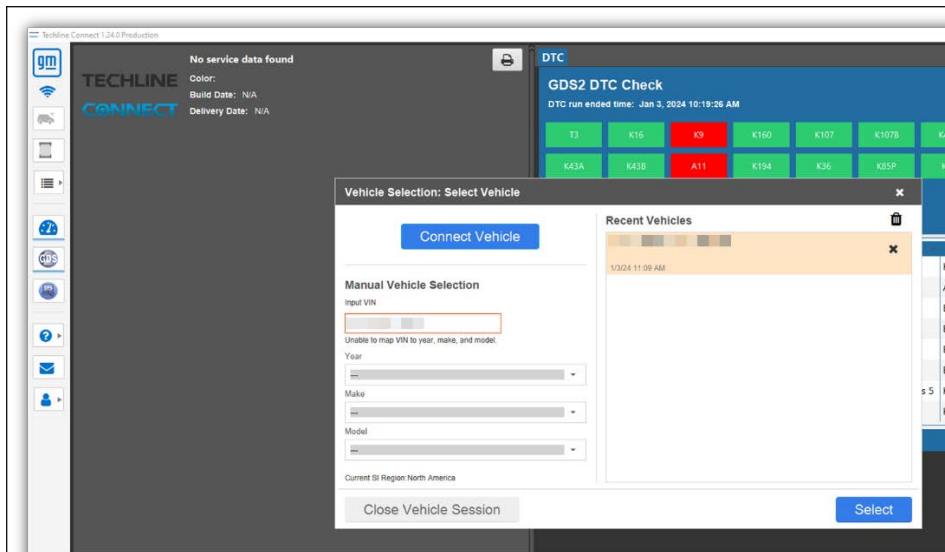 Techline Connect 1.24.0 Production
gm
No service data found
TECHLINE
CONNECT
Color:
Build Date: N/A
Delivery Date: N/A
DTC
GDS2 DTC Check
DTC run ended time: Jan 3, 2024 10:19:26 AM
T3 K16 K9 K160 K107 K107B
K43A K43B A11 K194 K36 K85P
GDS
Vehicle Selection: Select Vehicle
Connect Vehicle
Manual Vehicle Selection
Input VIN
Unable to map VIN to year, make, and model.
Year
---
Make
---
Model
---
Current SI Region: North America
Close Vehicle Session
Recent Vehicles
1/3/24 11:09 AM
Select
s 5